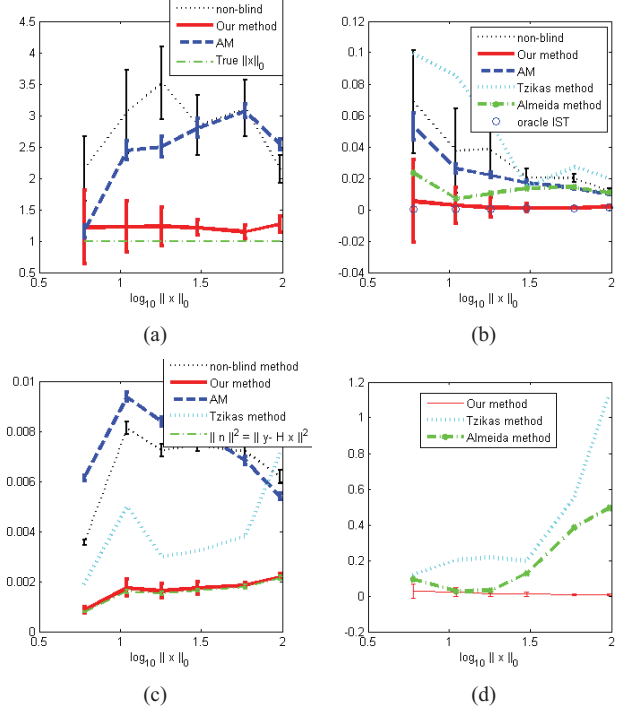 4.5
4
3.5
3
2.5
2
1.5
1
0.5
non-blind
Our method
AM
True ||x||0
0.5 1 1.5 2
log10 || x ||0
(a)
0.12
0.1
0.08
0.06
0.04
0.02
0
-0.02
-0.04
non-blind
Our method
AM
Tzikas method
Almeida method
oracle IST
0.5 1 1.5 2
log10 || x ||0
(b)
0.01
0.008
0.006
0.004
0.002
0
non-blind method
Our method
AM
Tzikas method
|| n ||2 = || y- H x ||2
0.5 1 1.5 2
log10 || x ||0
(c)
1.2
1
0.8
0.6
0.4
0.2
0
-0.2
Our method
Tzikas method
Almeida method
0.5 1 1.5 2
log10 || x ||0
(d)